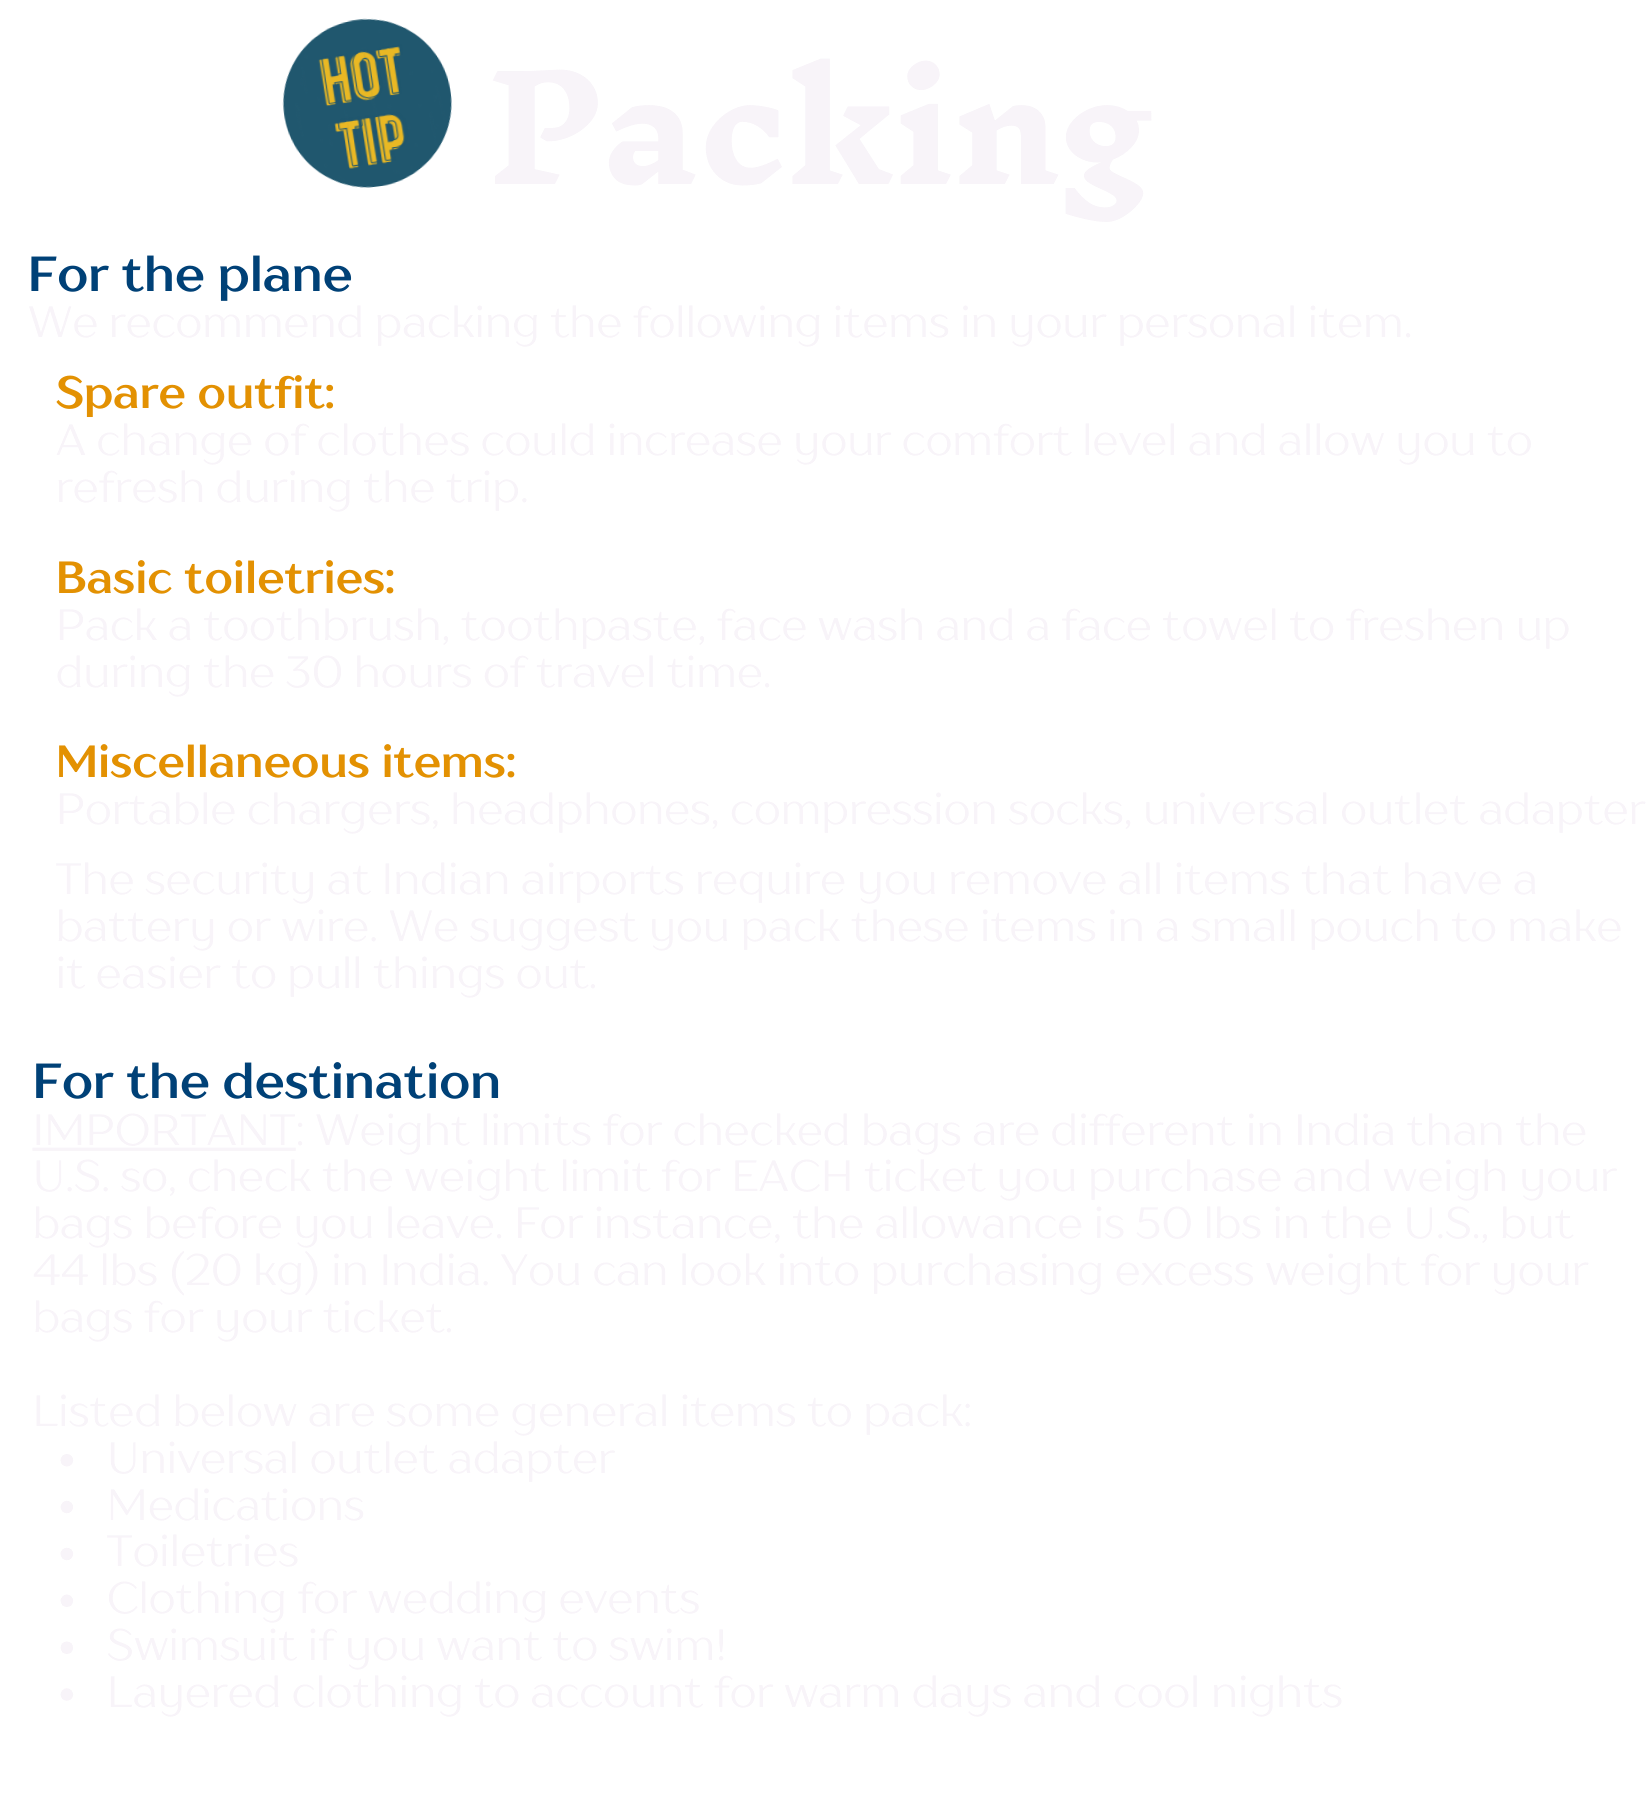 HOT
TIP
Packing
For the plane
We recommend packing the following items in your personal item.
Spare outfit:
A change of clothes could increase your comfort level and allow you to
refresh during the trip.
Basic toiletries:
Pack a toothbrush, toothpaste, face wash and a face towel to freshen up
during the 30 hours of travel time.
Miscellaneous items:
Portable chargers, headphones, compression socks, universal outlet adapter
The security at Indian airports require you remove all items that have a
battery or wire. We suggest you pack these items in a small pouch to make
it easier to pull things out.
For the destination
IMPORTANT: Weight limits for checked bags are different in India than the
U.S. so, check the weight limit for EACH ticket you purchase and weigh your
bags before you leave. For instance, the allowance is 50 lbs in the U.S., but
44 lbs (20 kg) in India. You can look into purchasing excess weight for your
bags for your ticket.
Listed below are some general items to pack:
• Universal outlet adapter
• Medications
• Toiletries
• Clothing for wedding events
• Swimsuit if you want to swim!
• Layered clothing to account for warm days and cool nights